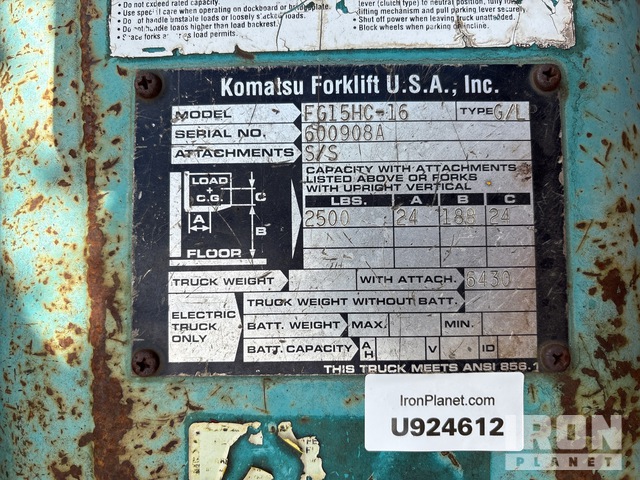 • Do not exceed rated capacity.
• Use special care when operating on dockboard or bridgeplate.
• Do not handle unstable loads or loosely stacked loads.
• Do not handle loads higher than load backrest.
• Space forks as load permits.
lever (clutch type) to neutral position, fully lower
lifting mechanism and pull parking lever securely.
• Shut off power when leaving truck unattended.
• Block wheels when parking on incline.
Komatsu Forklift U.S.A., Inc.
MODEL FG15HC-16 TYPE G/LP
SERIAL NO. 600908A
ATTACHMENTS S/S
CAPACITY WITH ATTACHMENTS
LISTED ABOVE OR FORKS
WITH UPRIGHT VERTICAL
LOAD
C.G. C
A B
FLOOR
LBS. A B C
2500 24 188 24
TRUCK WEIGHT WITH ATTACH. 6430
ELECTRIC
TRUCK
ONLY
TRUCK WEIGHT WITHOUT BATT.
BATT. WEIGHT MAX. MIN.
BATT. CAPACITY AH V ID
THIS TRUCK MEETS ANSI 856.1
IronPlanet.com
U924612
IRON
PLANET